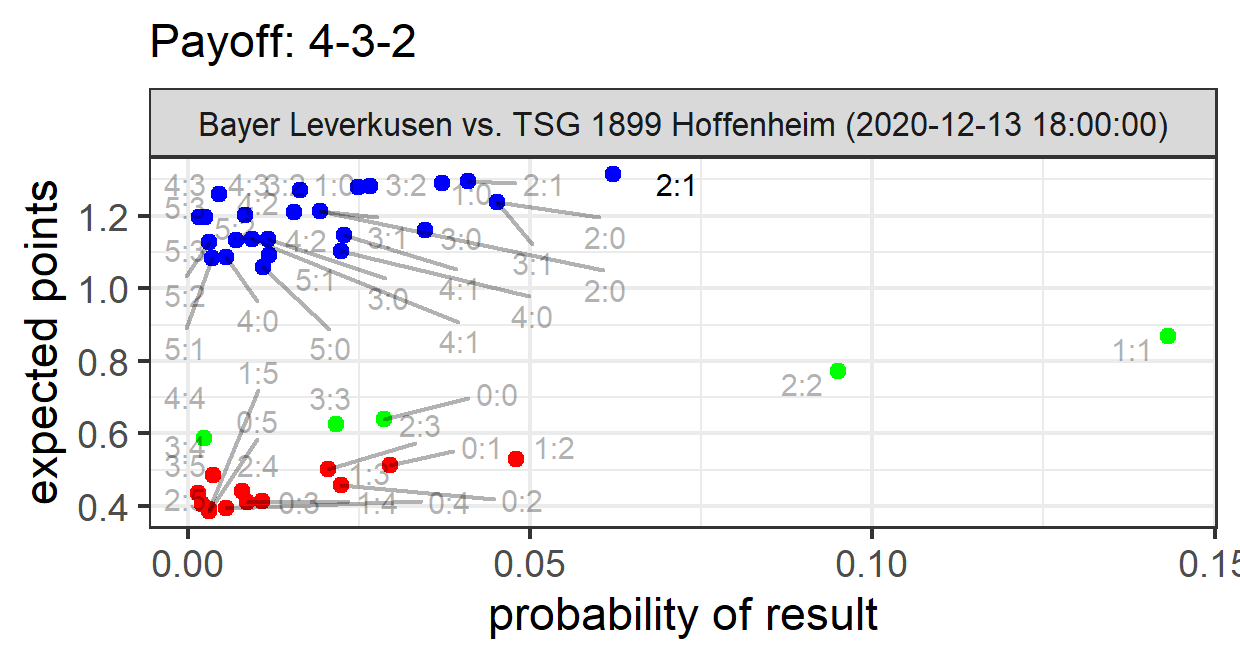 Payoff: 4-3-2
Bayer Leverkusen vs. TSG 1899 Hoffenheim (2020-12-13 18:00:00)
expected points
1.2
1.0
0.8
0.6
0.4
4:3 4:3 3:2 1:0 3:2 1:0 2:1 2:1
5:3 4:2
5:2 4:2 3:1 3:0 2:0
5:3 3:1
5:2 5:1 3:0 4:1 2:0
4:0 4:0
5:1 5:0 4:1 1:1
1:5 2:2
4:4 3:3 0:0
0:5 2:3
3:4 0:1 1:2
3:5 2:4 1:3
0:3 1:4 0:4 0:2
0.00 0.05 0.10 0.15
probability of result